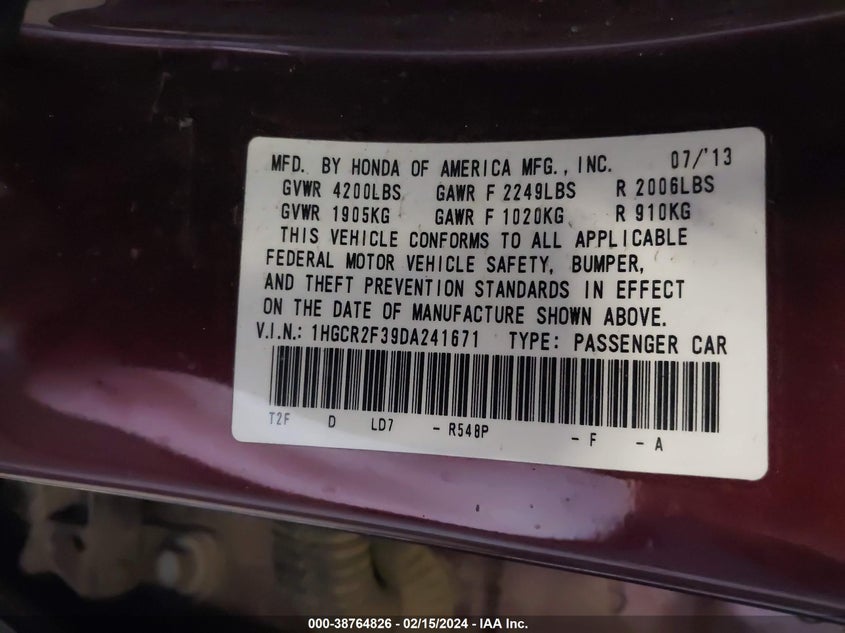 MFD. BY HONDA OF AMERICA MFG., INC. 07/'13
GVWR 4200LBS GAWR F 2249LBS R 2006LBS
GVWR 1905KG GAWR F 1020KG R 910KG
THIS VEHICLE CONFORMS TO ALL APPLICABLE
FEDERAL MOTOR VEHICLE SAFETY, BUMPER,
AND THEFT PREVENTION STANDARDS IN EFFECT
ON THE DATE OF MANUFACTURE SHOWN ABOVE.
V.I.N.: 1HGCR2F39DA241671 TYPE: PASSENGER CAR
T2F D LD7 - R548P - F - A
000-38764826 - 02/15/2024 - IAA Inc.